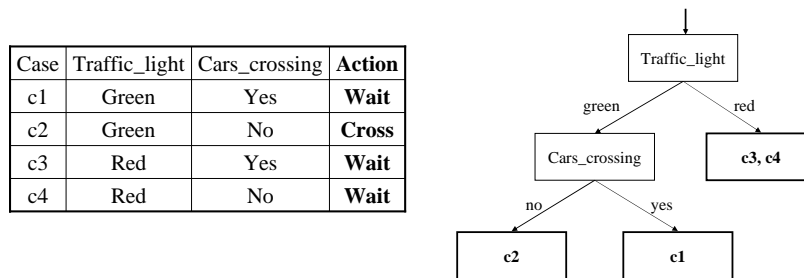 Case Traffic_light Cars_crossing Action
c1 Green Yes Wait
c2 Green No Cross
c3 Red Yes Wait
c4 Red No Wait
Traffic_light
green red
Cars_crossing c3, c4
no yes
c2 c1